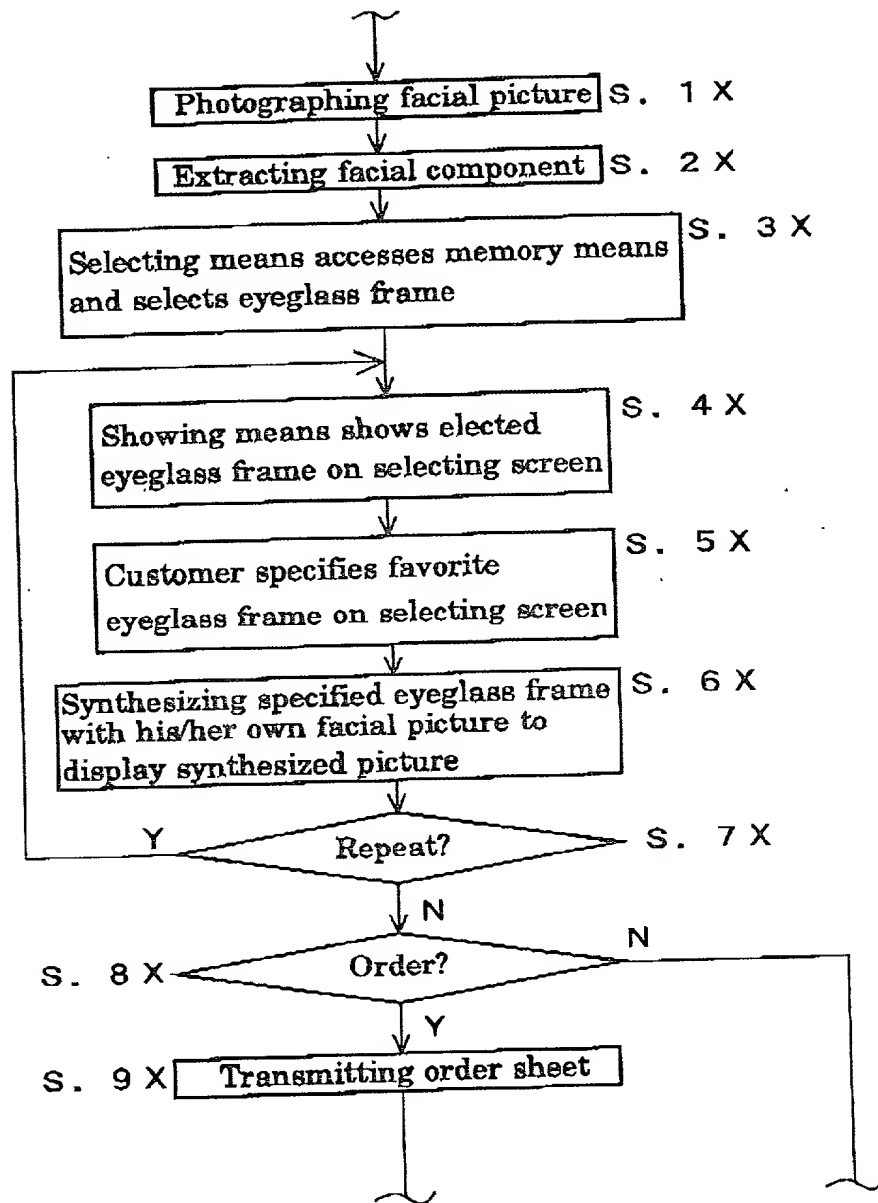 Photographing facial picture S. 1 X
Extracting facial component S. 2 X
S. 3 X
Selecting means accesses memory means
and selects eyeglass frame
S. 4 X
Showing means shows elected
eyeglass frame on selecting screen
S. 5 X
Customer specifies favorite
eyeglass frame on selecting screen
Synthesizing specified eyeglass frame S. 6 X
with his/her own facial picture to
display synthesized picture
Y
Repeat? S. 7 X
N
N
S. 8 X Order?
Y
S. 9 X Transmitting order sheet